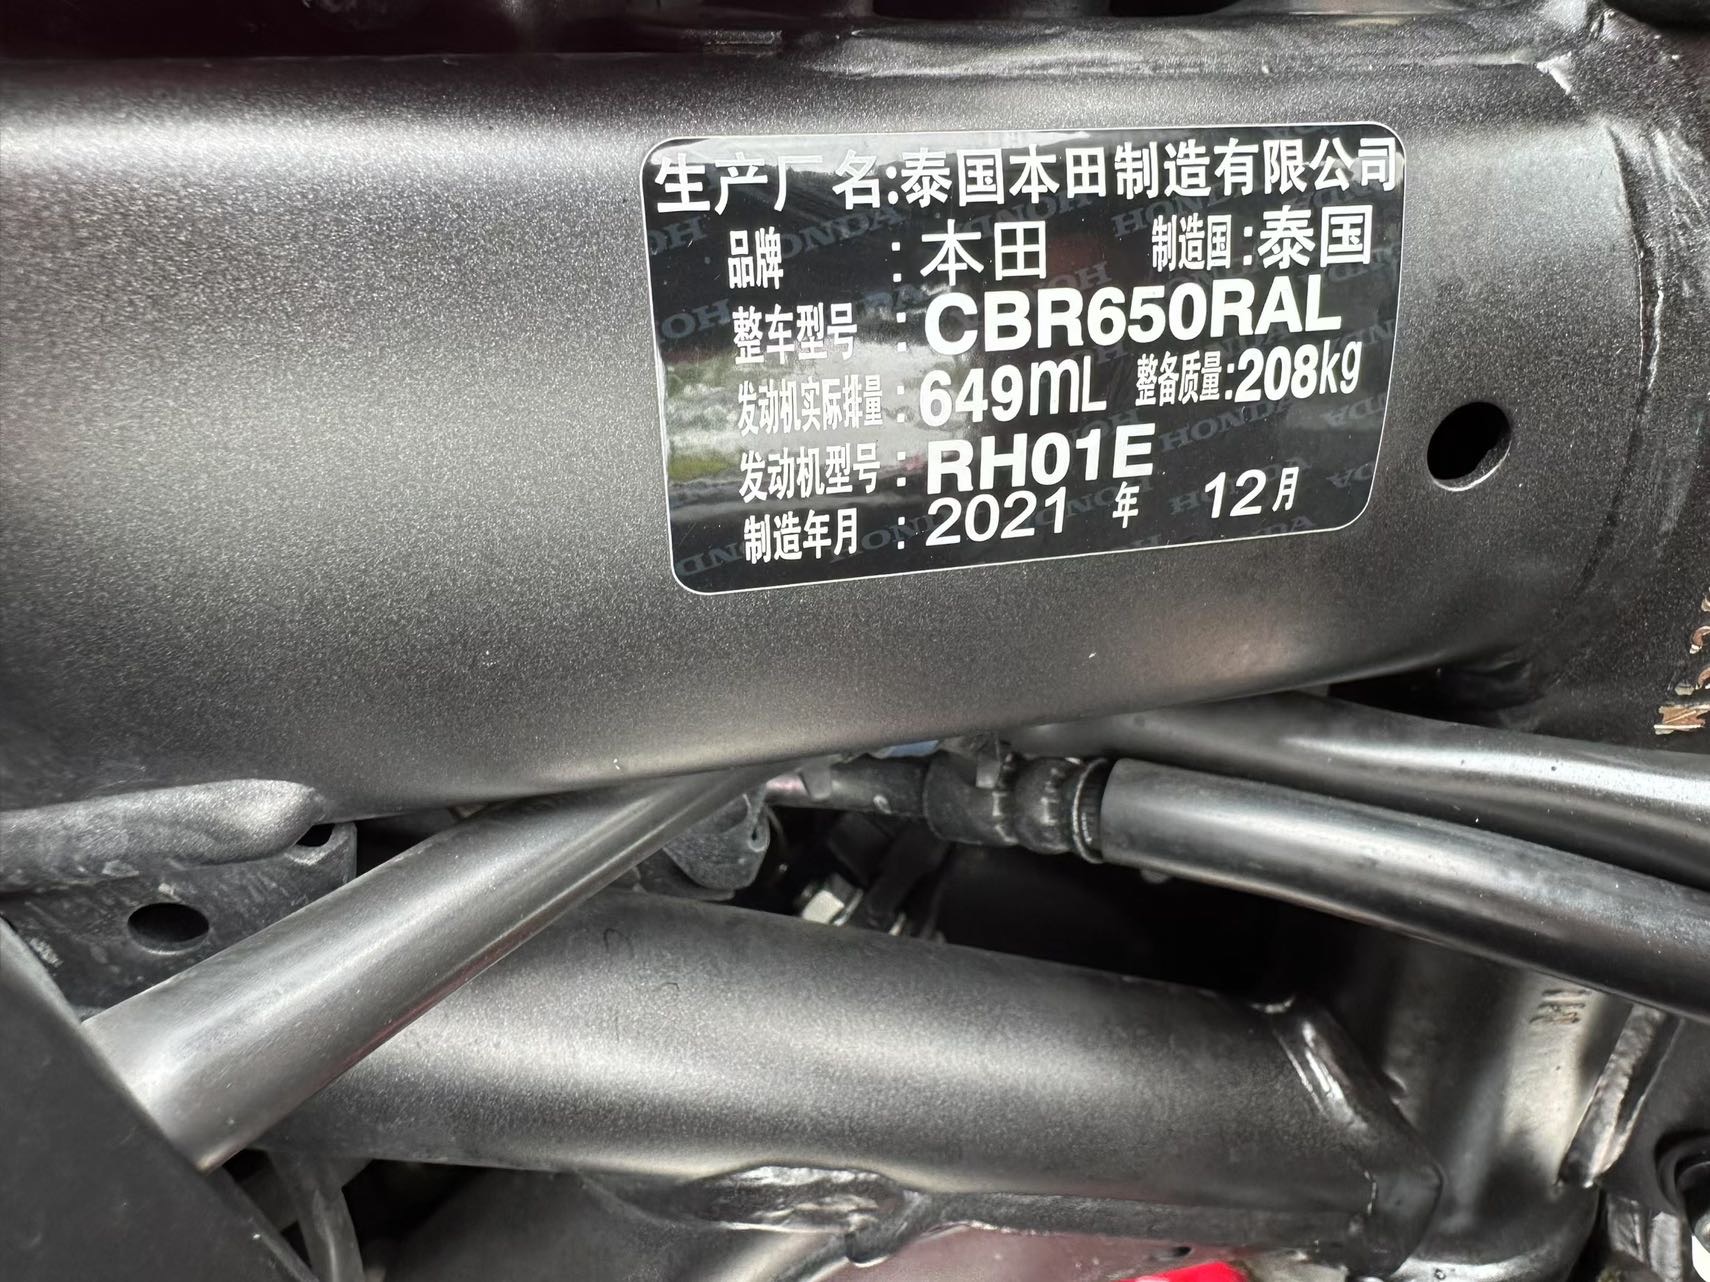 生产厂名:泰国本田制造有限公司
品牌 : 本田 制造国:泰国
整车型号 : CBR650RAL
发动机实际排量 : 649mL 整备质量:208kg
发动机型号 : RH01E
制造年月 : 2021 年 12月